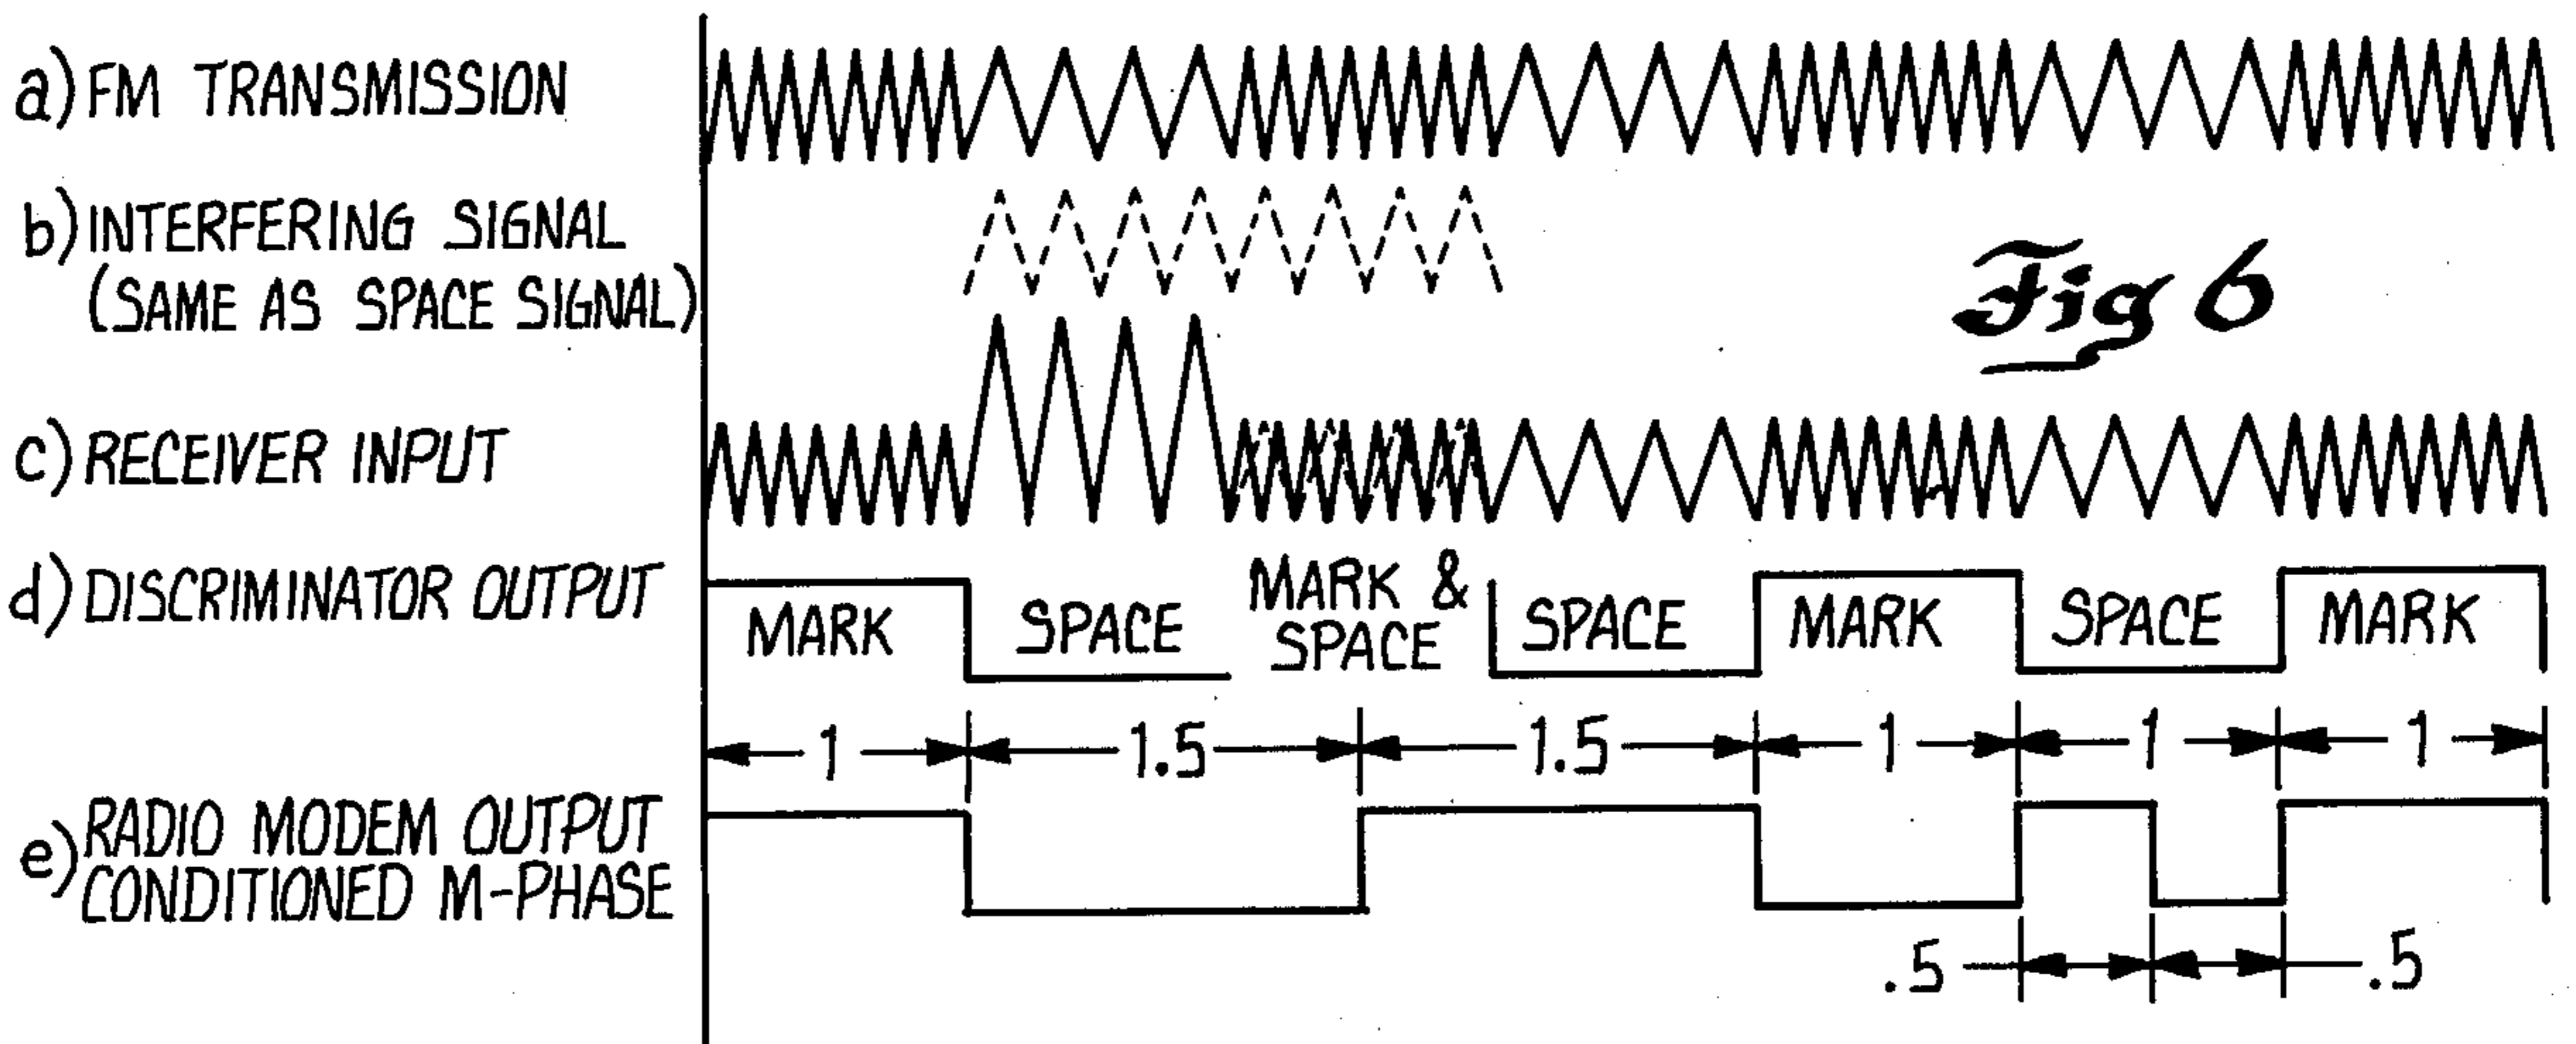 a) FM TRANSMISSION
b) INTERFERING SIGNAL
(SAME AS SPACE SIGNAL)
Fig 6
c) RECEIVER INPUT
d) DISCRIMINATOR OUTPUT
MARK
SPACE
MARK &
SPACE
SPACE
MARK
SPACE
MARK
1
1.5
1.5
1
1
1
e) RADIO MODEM OUTPUT
CONDITIONED M-PHASE
.5
.5